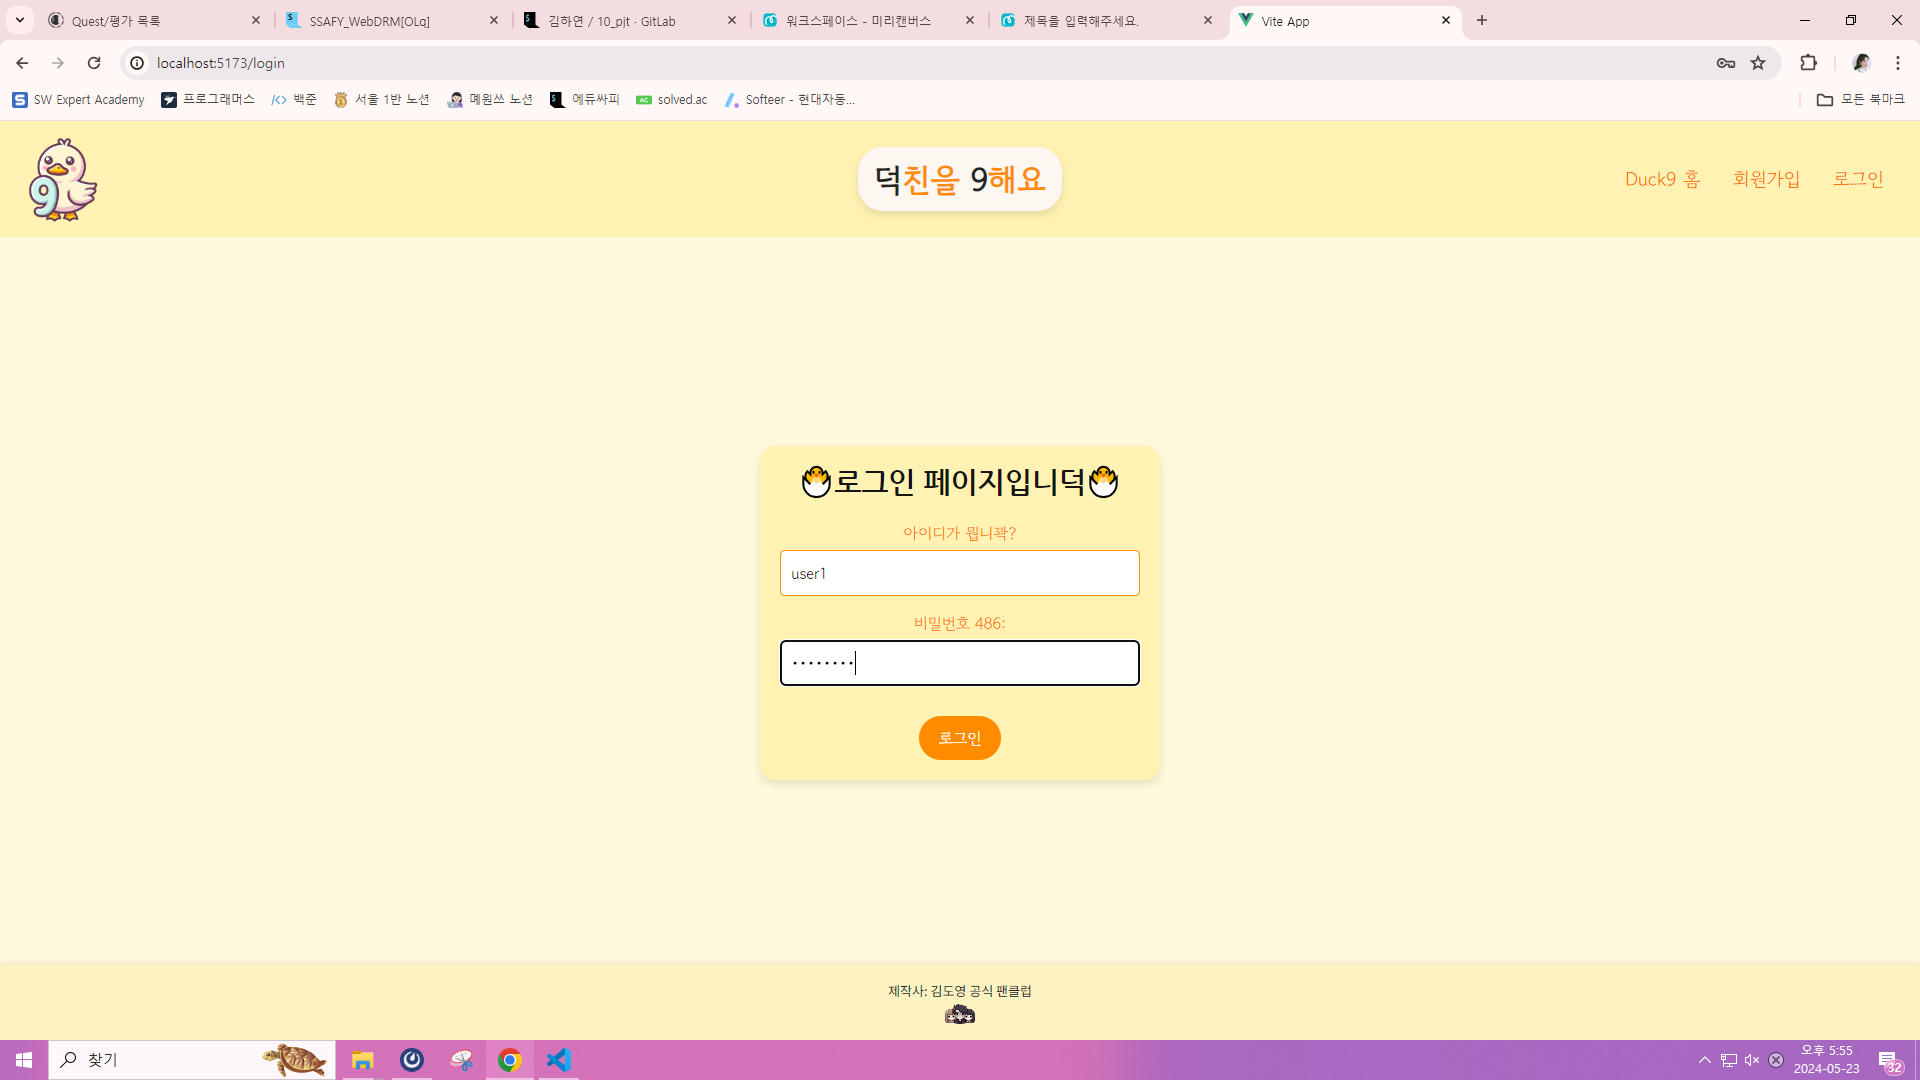 Quest/평가 목록
SSAFY_WebDRM[OLq]
김하연 / 10_pjt · GitLab
워크스페이스 - 미리캔버스
제목을 입력해주세요.
Vite App
localhost:5173/login
SW Expert Academy
프로그래머스
백준
서울 1반 노션
몌원쓰 노션
에듀싸피
solved.ac
Softeer - 현대자동...
모든 북마크
9
덕친을 9해요
Duck9 홈
회원가입
로그인
🐣로그인 페이지입니덕🐣
아이디가 뭡니꽉?
user1
비밀번호 486:
········
로그인
제작사: 김도영 공식 팬클럽
찾기
오후 5:55
2024-05-23
32